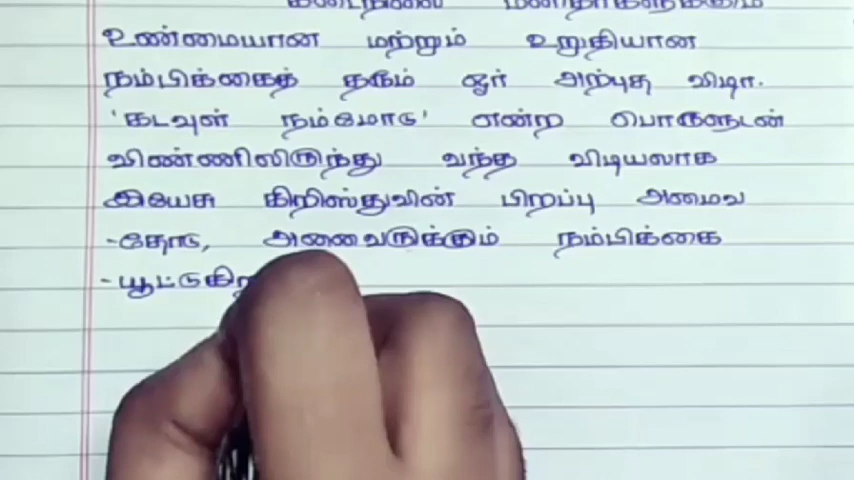 உண்மையான மற்றும் உறுதியான
நம்பிக்கைத் தரும் ஓர் அற்புத விடிா.
'கடவுள் நம்மோடு' என்ற பொருளுடன்
விண்ணிலிருந்து வந்த விடியலாக
இயேசு கிறிஸ்துவின் பிறப்பு அமைவ
-தோடு, அனைவருக்கும் நம்பிக்கை
-யூட்டுகிற